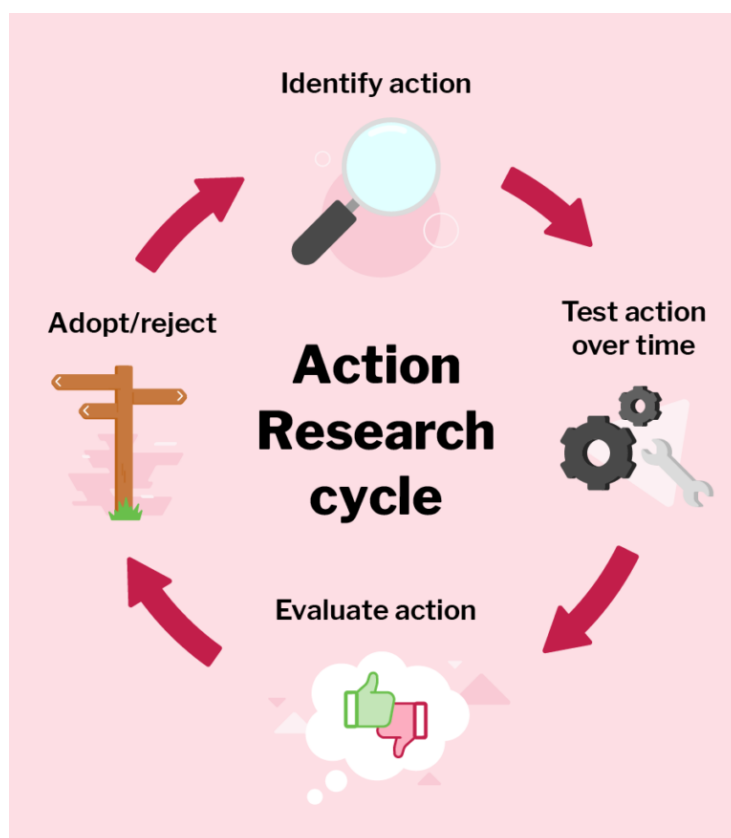 Identify action
Test action
over time
Adopt/reject
Action
Research
cycle
Evaluate action